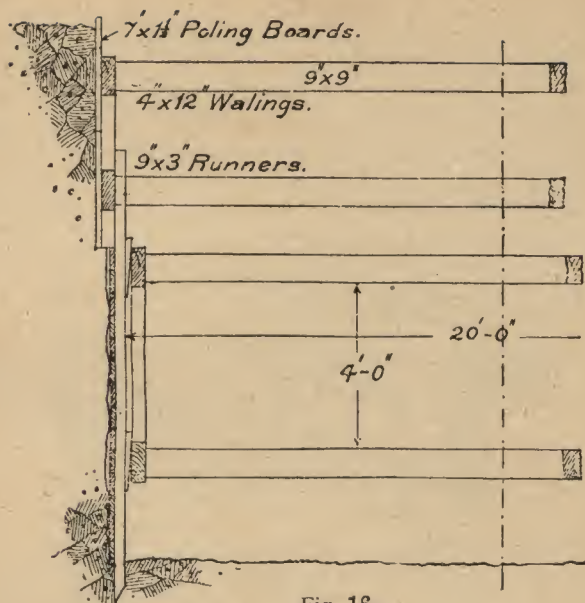 7"x1½" Poling Boards.
9"x9"
4"x12" Walings.
9"x3" Runners.
20'-0"
4'-0"
Fig. 18